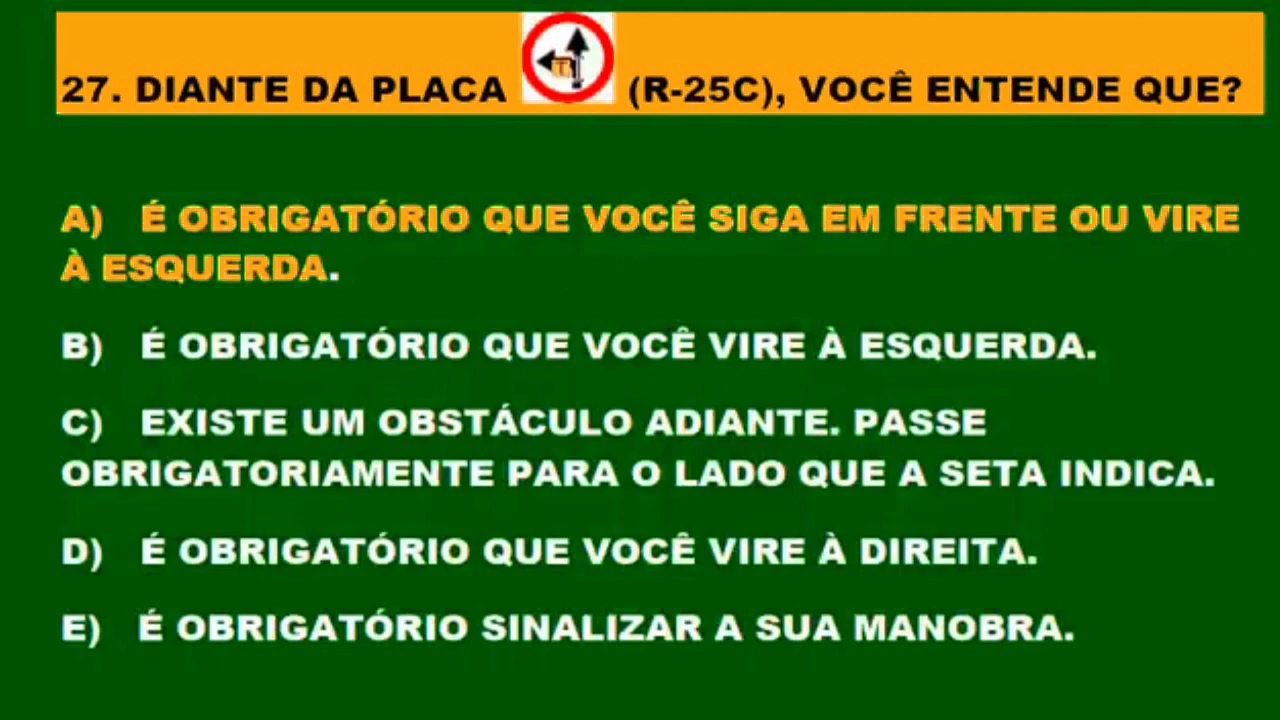 27. DIANTE DA PLACA (R-25C), VOCÊ ENTENDE QUE?
A) É OBRIGATÓRIO QUE VOCÊ SIGA EM FRENTE OU VIRE
À ESQUERDA.
B) É OBRIGATÓRIO QUE VOCÊ VIRE À ESQUERDA.
C) EXISTE UM OBSTÁCULO ADIANTE. PASSE
OBRIGATORIAMENTE PARA O LADO QUE A SETA INDICA.
D) É OBRIGATÓRIO QUE VOCÊ VIRE À DIREITA.
E) É OBRIGATÓRIO SINALIZAR A SUA MANOBRA.